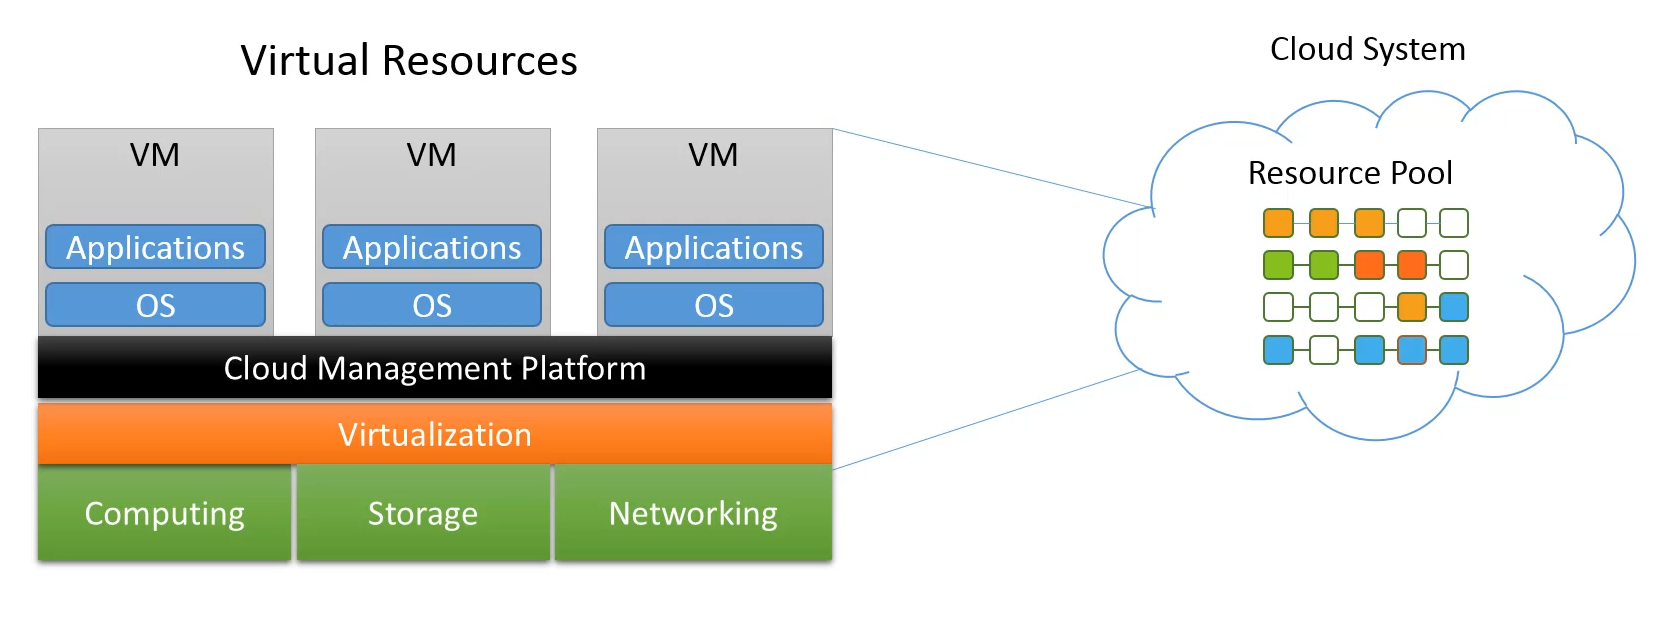 Virtual Resources
Cloud System
VM
VM
VM
Resource Pool
Applications
Applications
Applications
OS
OS
OS
Cloud Management Platform
Virtualization
Computing
Storage
Networking